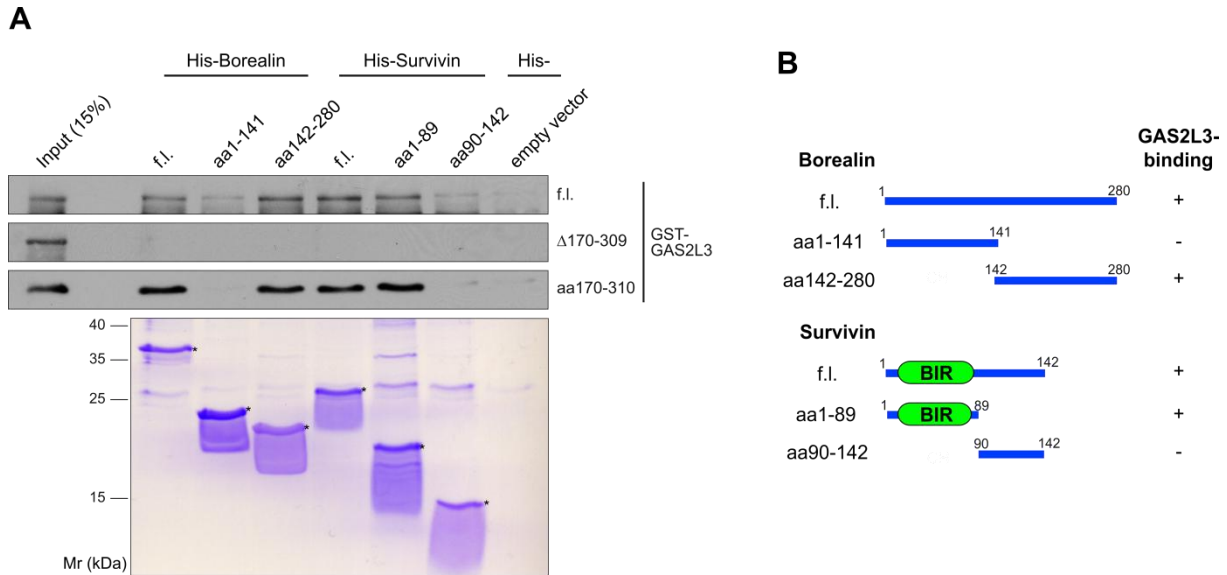 A
His-Borealin
His-Survivin
His-
Input (15%)
f.l.
aa1-141
aa142-280
f.l.
aa1-89
aa90-142
empty vector
f.l.
Δ170-309
aa170-310
GST-
GAS2L3
40
35
25
15
Mr (kDa)
*
*
*
*
*
*
B
GAS2L3-
binding
Borealin
f.l.
1
280
+
aa1-141
1
141
-
aa142-280
142
280
+
Survivin
f.l.
1
BIR
142
+
aa1-89
1
BIR
89
+
aa90-142
90
142
-